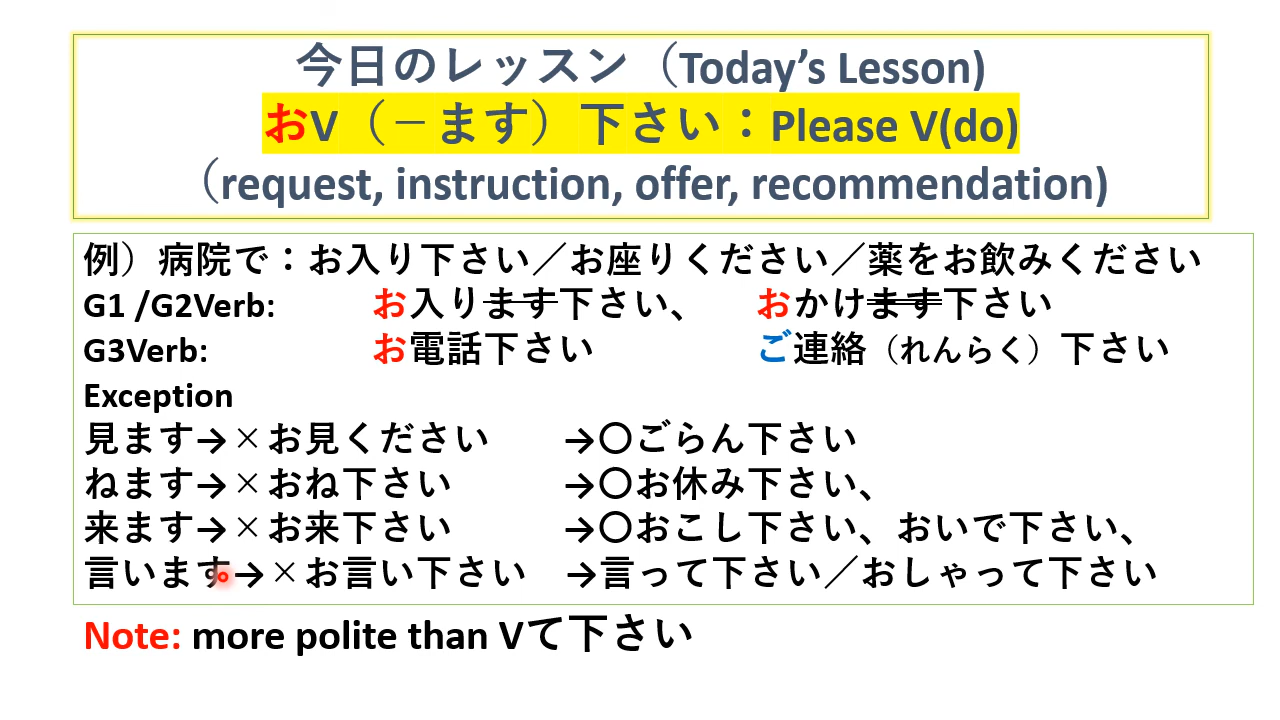 今日のレッスン（Today’s Lesson)
おV（－ます）下さい：Please V(do)
（request, instruction, offer, recommendation)
例）病院で：お入り下さい／お座りください／薬をお飲みください
G1 /G2Verb: お入ります下さい、 おかけます下さい
G3Verb: お電話下さい ご連絡（れんらく）下さい
Exception
見ます→×お見ください →〇ごらん下さい
ねます→×おね下さい →〇お休み下さい、
来ます→×お来下さい →〇おこし下さい、おいで下さい、
言います→×お言い下さい →言って下さい／おしゃって下さい
Note: more polite than Vて下さい